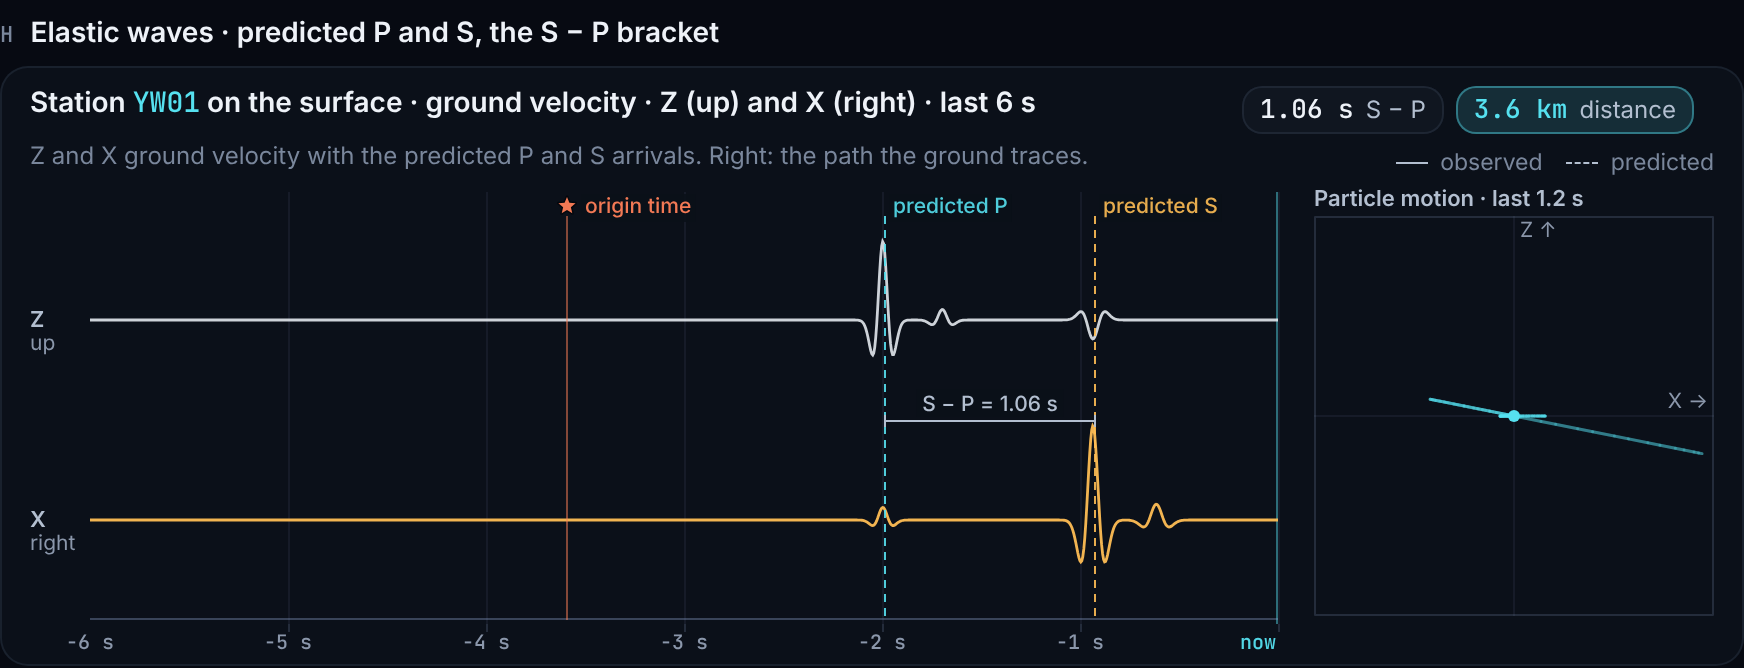 H Elastic waves · predicted P and S, the S – P bracket
Station YW01 on the surface · ground velocity · Z (up) and X (right) · last 6 s
1.06 s S – P
3.6 km distance
Z and X ground velocity with the predicted P and S arrivals. Right: the path the ground traces.
observed
predicted
★ origin time
predicted P
predicted S
Particle motion · last 1.2 s
Z ↑
Z
up
S – P = 1.06 s
X →
X
right
-6 s
-5 s
-4 s
-3 s
-2 s
-1 s
now